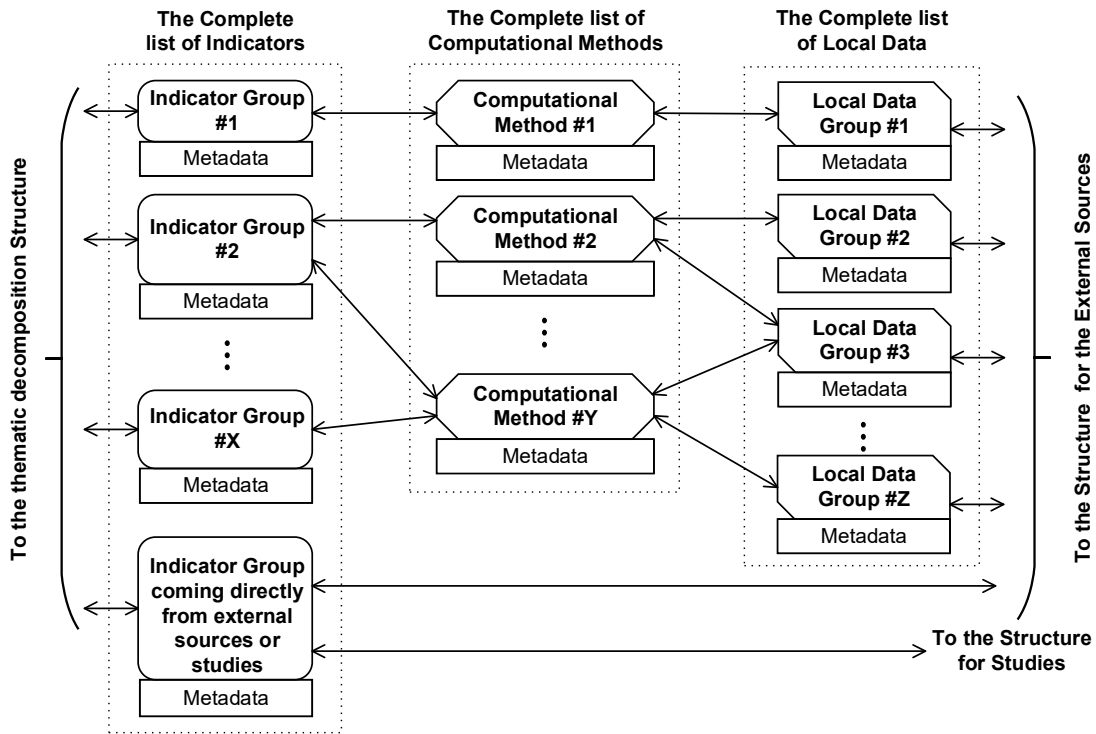 The Complete
list of Indicators
The Complete list of
Computational Methods
The Complete list
of Local Data
To the thematic decomposition Structure
Indicator Group
#1
Metadata
Indicator Group
#2
Metadata
Indicator Group
#X
Metadata
Indicator Group
coming directly
from external
sources or
studies
Metadata
Computational
Method #1
Metadata
Computational
Method #2
Metadata
Computational
Method #Y
Metadata
Local Data
Group #1
Metadata
Local Data
Group #2
Metadata
Local Data
Group #3
Metadata
Local Data
Group #Z
Metadata
To the Structure for the External Sources
To the Structure
for Studies